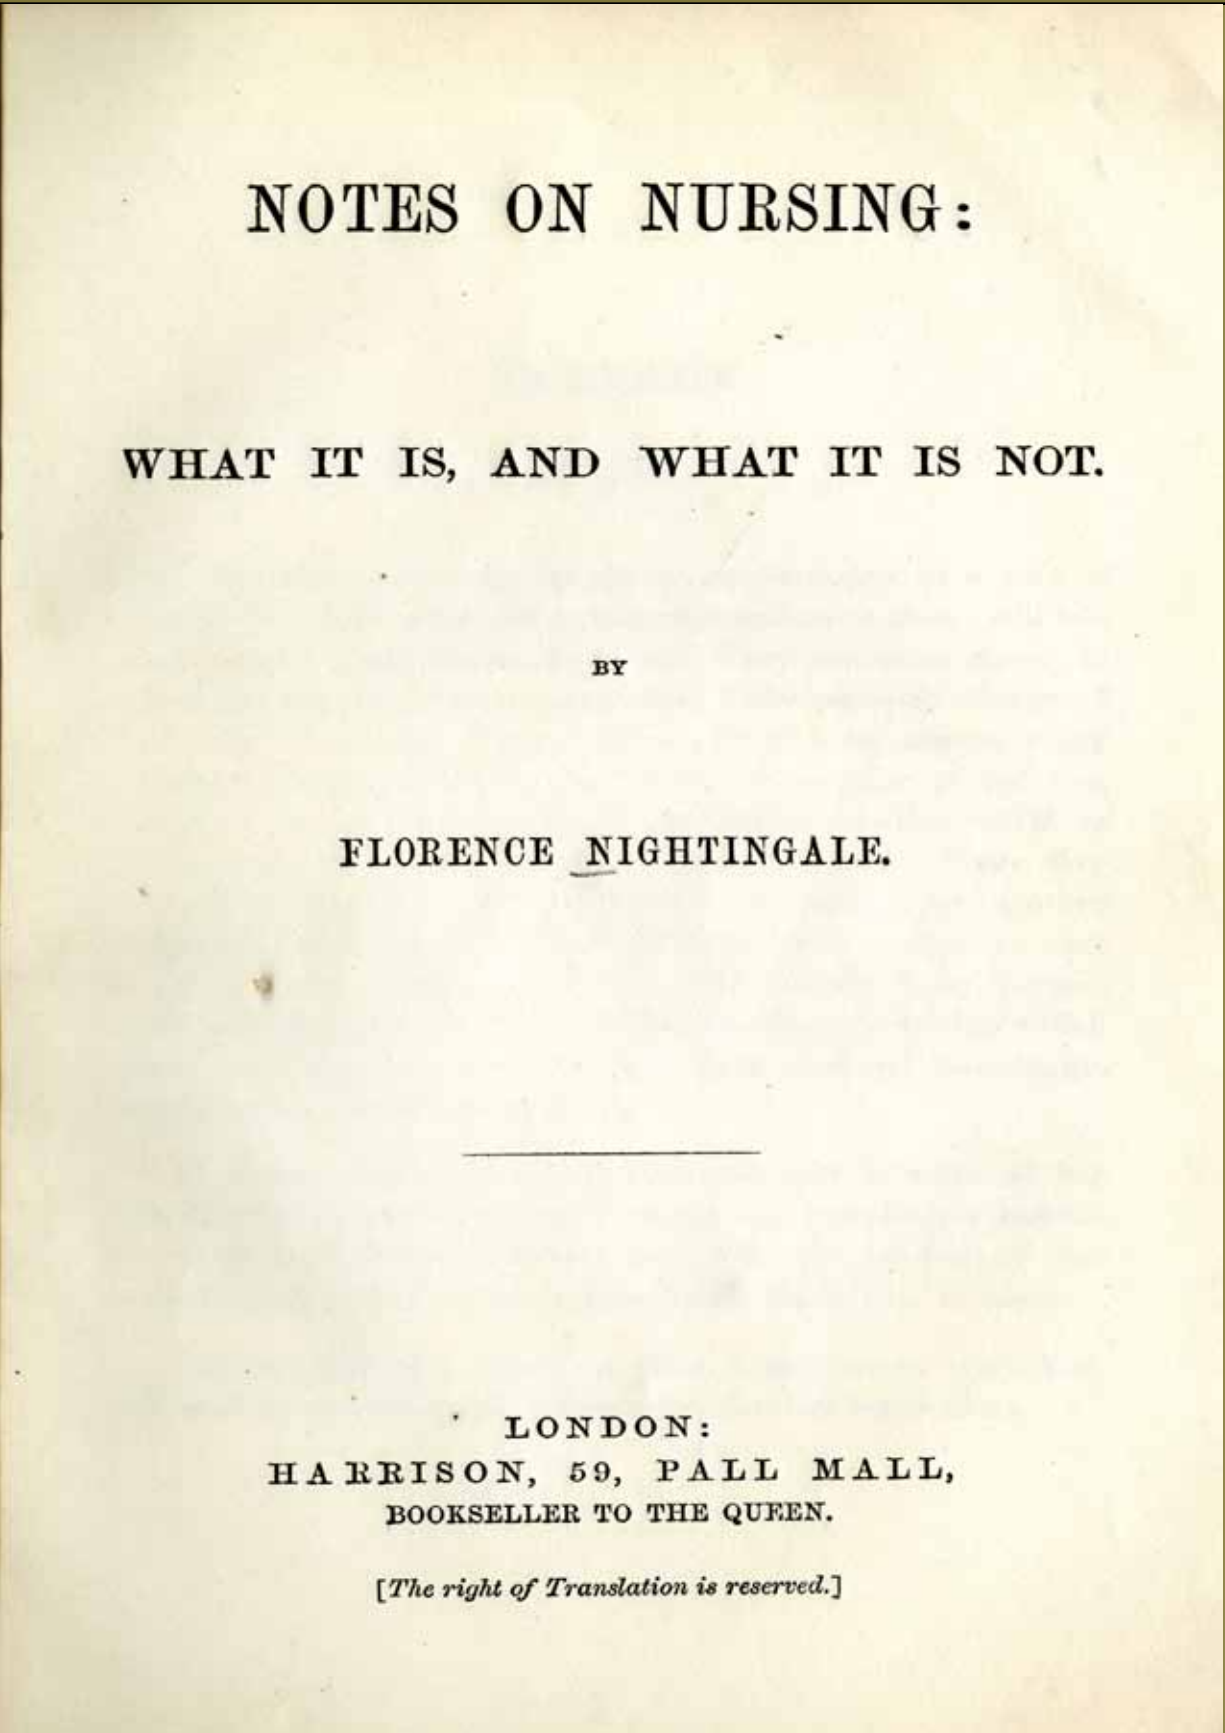 NOTES ON NURSING:
WHAT IT IS, AND WHAT IT IS NOT.
BY
FLORENCE NIGHTINGALE.
LONDON:
HARRISON, 59, PALL MALL,
BOOKSELLER TO THE QUEEN.
[The right of Translation is reserved.]